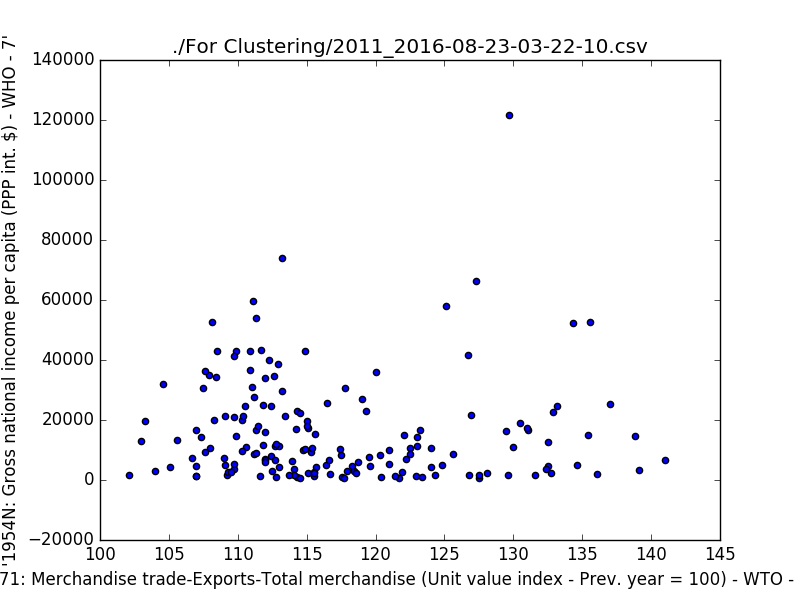 ./For Clustering/2011_2016-08-23-03-22-10.csv
140000
120000
100000
80000
60000
40000
20000
0
−20000
'1954N: Gross national income per capita (PPP int. $) - WHO - 7'
100 105 110 115 120 125 130 135 140 145
71: Merchandise trade-Exports-Total merchandise (Unit value index - Prev. year = 100) - WTO -